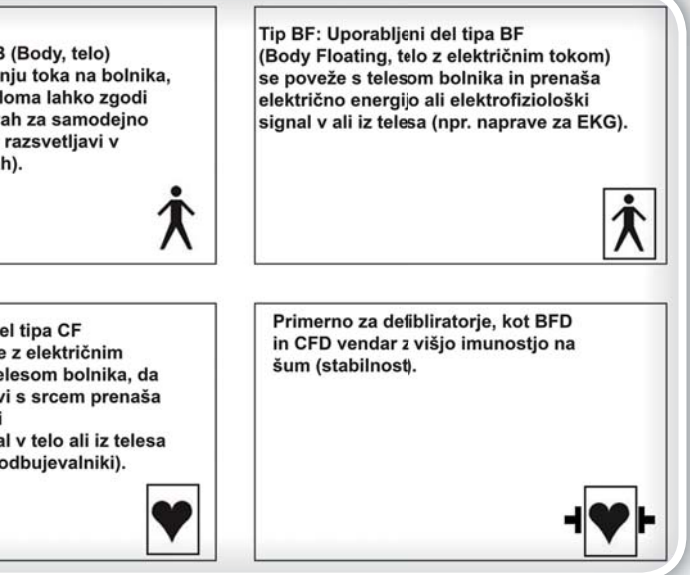 B (Body, telo)
nju toka na bolnika,
doma lahko zgodi
rah za samodejno
razsvetljavi v
h).
Tip BF: Uporabljeni del tipa BF
(Body Floating, telo z električnim tokom)
se poveže s telesom bolnika in prenaša
električno energijo ali elektrofiziološki
signal v ali iz telesa (npr. naprave za EKG).
el tipa CF
e z električnim
elesom bolnika, da
vi s srcem prenaša
i
al v telo ali iz telesa
odbujevalniki).
Primerno za defibliratorje, kot BFD
in CFD vendar z višjo imunostjo na
šum (stabilnost).